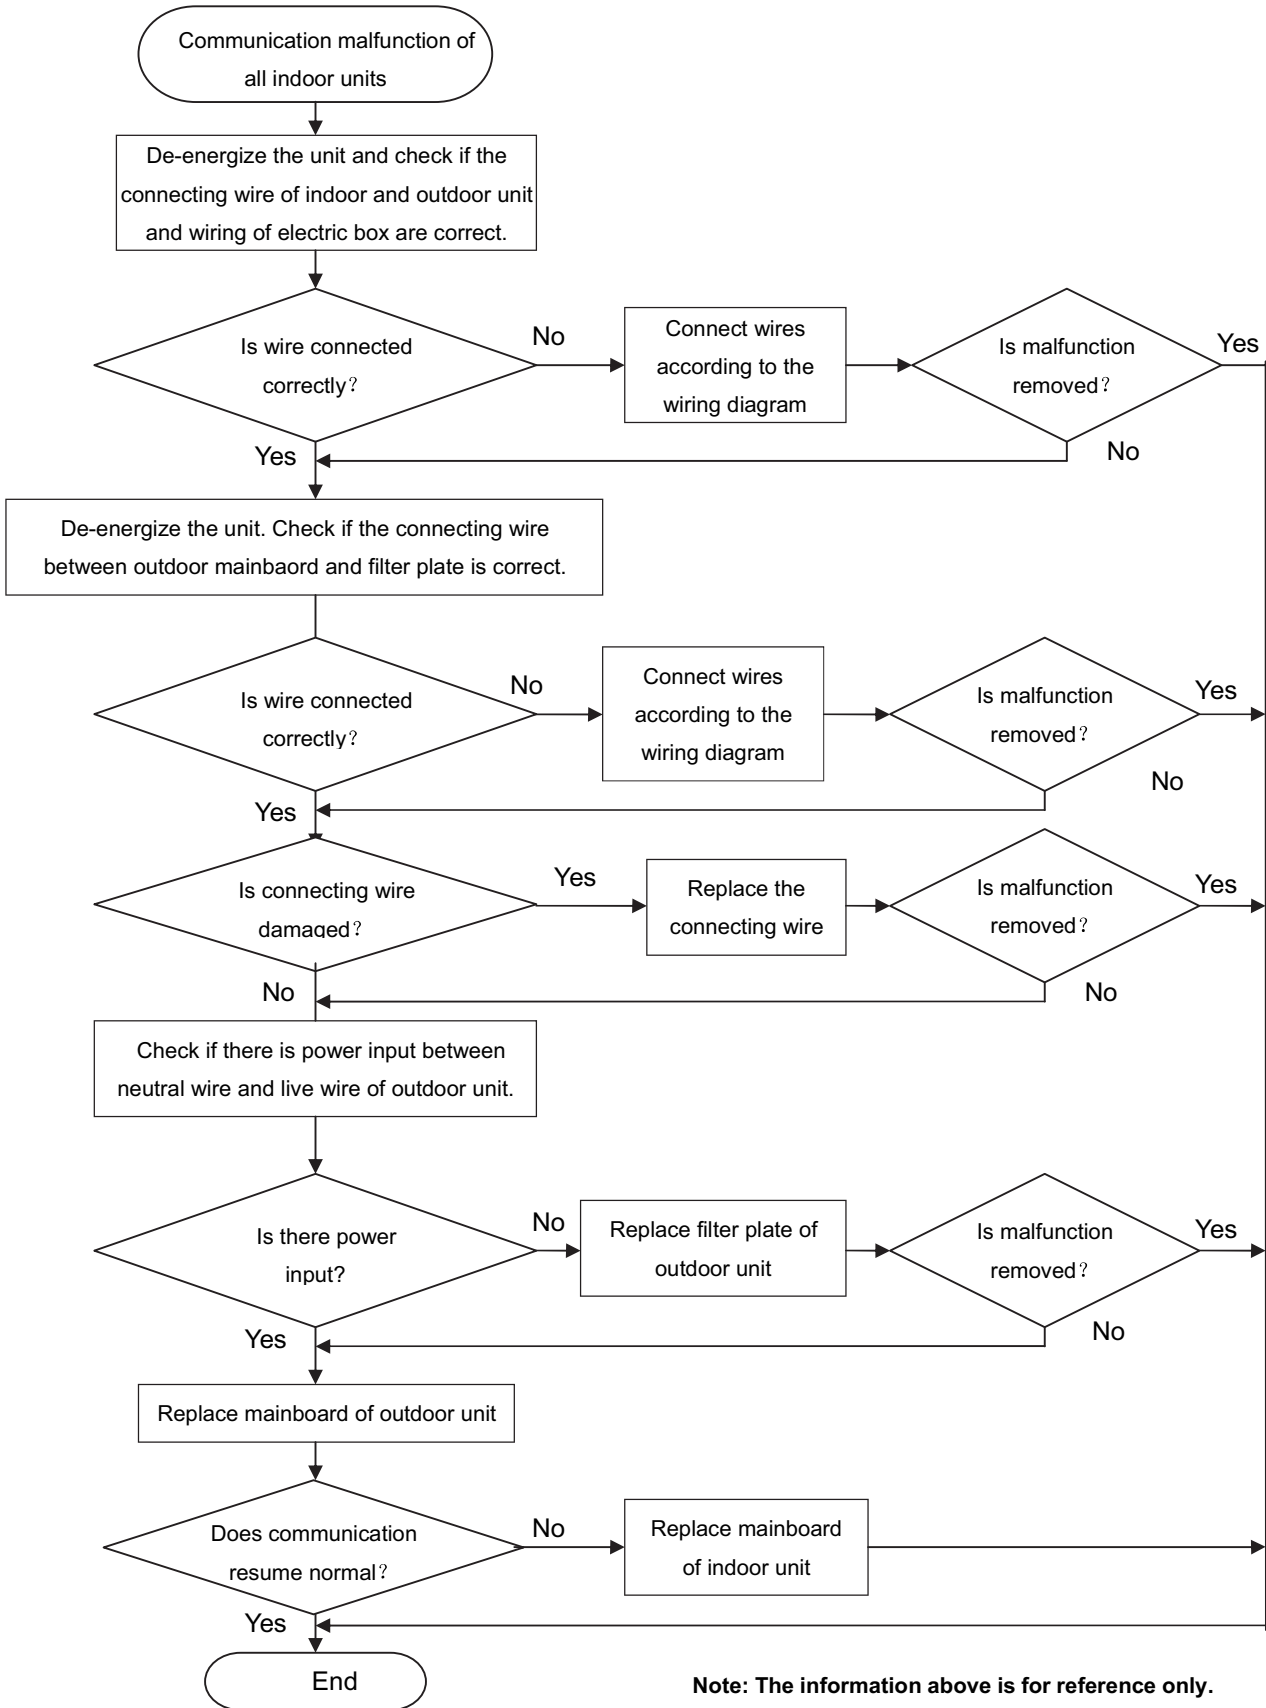 Communication malfunction of
all indoor units
De-energize the unit and check if the
connecting wire of indoor and outdoor unit
and wiring of electric box are correct.
Is wire connected
correctly？
No
Connect wires
according to the
wiring diagram
Is malfunction
removed？
Yes
Yes
No
De-energize the unit. Check if the connecting wire
between outdoor mainbaord and filter plate is correct.
Is wire connected
correctly？
No
Connect wires
according to the
wiring diagram
Is malfunction
removed？
Yes
No
Yes
Is connecting wire
damaged？
Yes
Replace the
connecting wire
Is malfunction
removed？
Yes
No
No
Check if there is power input between
neutral wire and live wire of outdoor unit.
Is there power
input?
No
Replace filter plate of
outdoor unit
Is malfunction
removed？
Yes
Yes
No
Replace mainboard of outdoor unit
Does communication
resume normal？
No
Replace mainboard
of indoor unit
Yes
End
Note: The information above is for reference only.